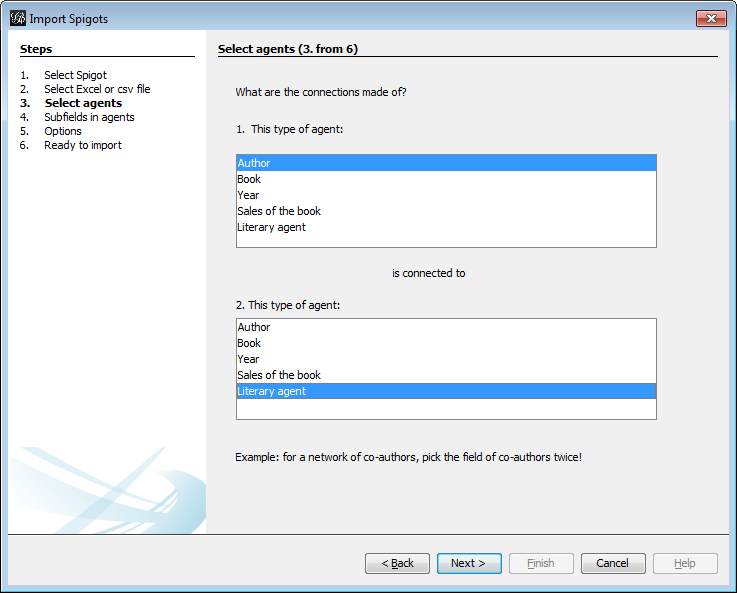 Import Spigots
Steps
1. Select Spigot
2. Select Excel or csv file
3. Select agents
4. Subfields in agents
5. Options
6. Ready to import
Select agents (3. from 6)
What are the connections made of?
1. This type of agent:
Author
Book
Year
Sales of the book
Literary agent
is connected to
2. This type of agent:
Author
Book
Year
Sales of the book
Literary agent
Example: for a network of co-authors, pick the field of co-authors twice!
< Back
Next >
Finish
Cancel
Help